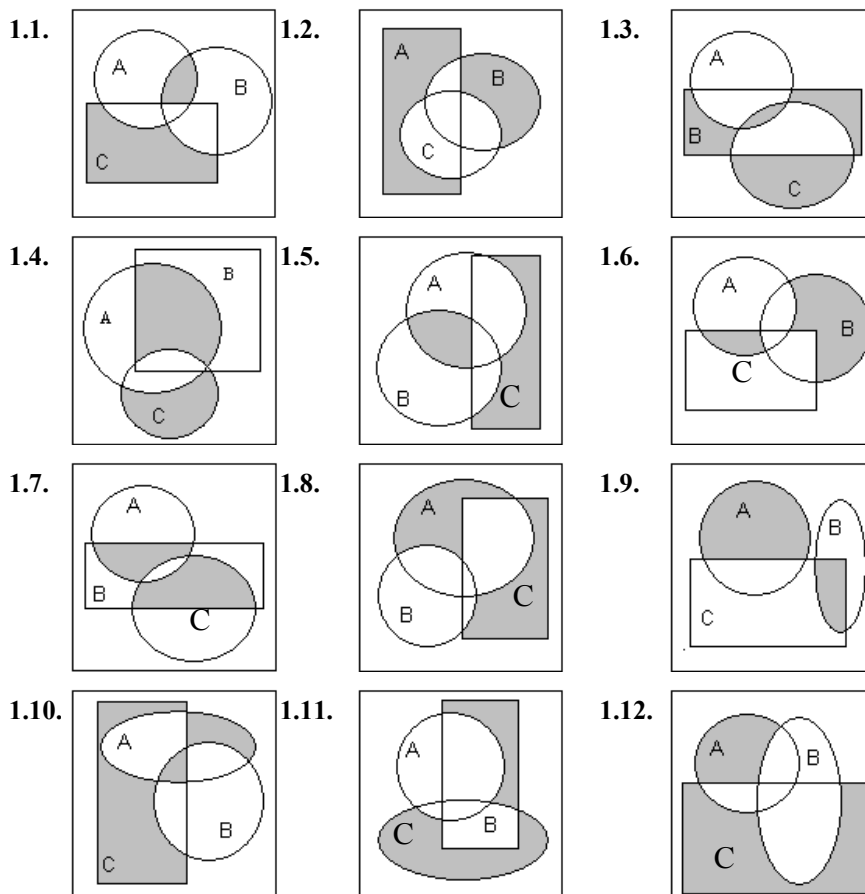 1.1. A B C
1.2. A B C
1.3. A B C
1.4. A B C
1.5. A B C
1.6. A B C
1.7. A B C
1.8. A B C
1.9. A B C
1.10. A B C
1.11. A C B
1.12. A B C